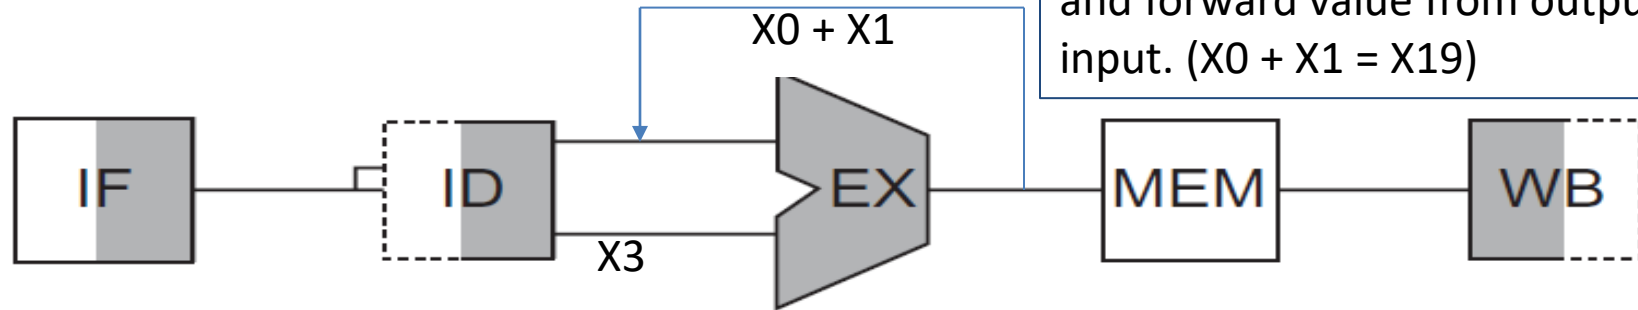 and forward value from outpu
input. (X0 + X1 = X19)
X0 + X1
IF
ID
EX
MEM
WB
X3